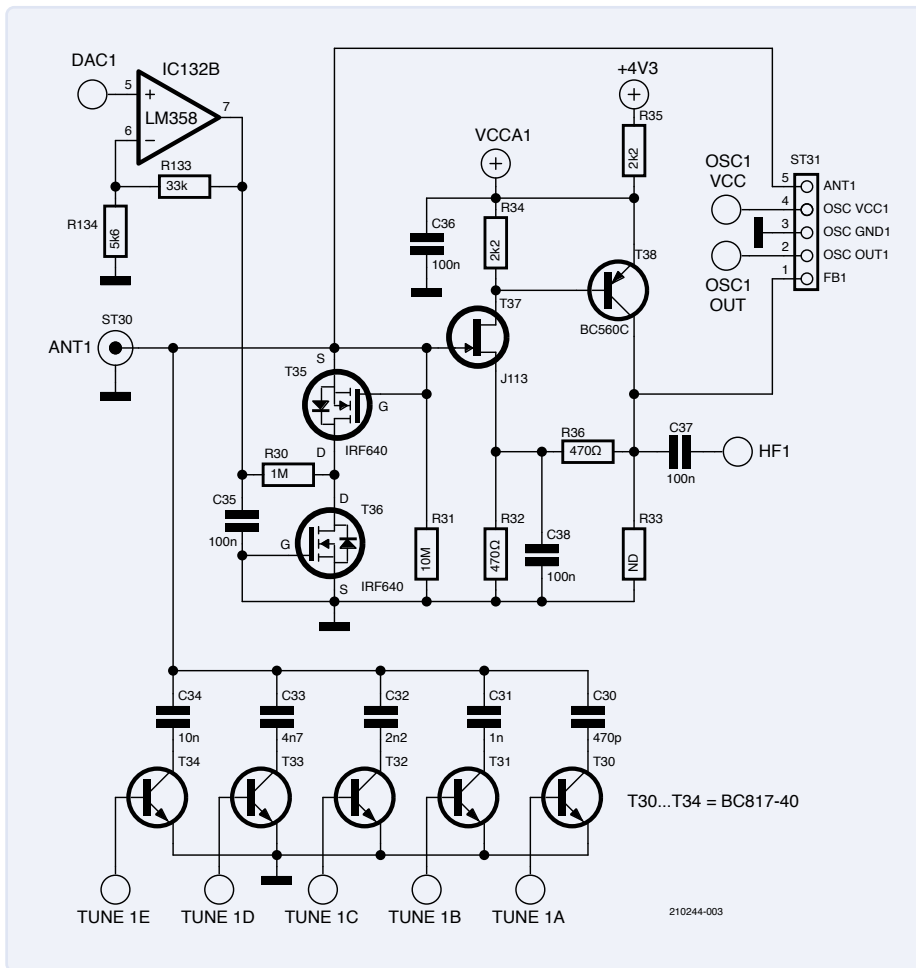 DAC1
IC132B
5
+
LM358
7
6
−
R133
33k
R134
5k6
+4V3
R35
2k2
VCCA1
R34
2k2
C36
100n
OSC1
VCC
ST31
5
ANT1
4
OSC VCC1
3
OSC GND1
2
OSC OUT1
1
FB1
OSC1
OUT
T38
BC560C
T37
J113
ST30
ANT1
S
T35
G
IRF640
D
R30
1M
C35
100n
D
T36
G
IRF640
S
R31
10M
R32
470Ω
R36
470Ω
C38
100n
R33
ND
C37
100n
HF1
C34
10n
C33
4n7
C32
2n2
C31
1n
C30
470p
T34
T33
T32
T31
T30
T30...T34 = BC817-40
TUNE 1E
TUNE 1D
TUNE 1C
TUNE 1B
TUNE 1A
210244-003